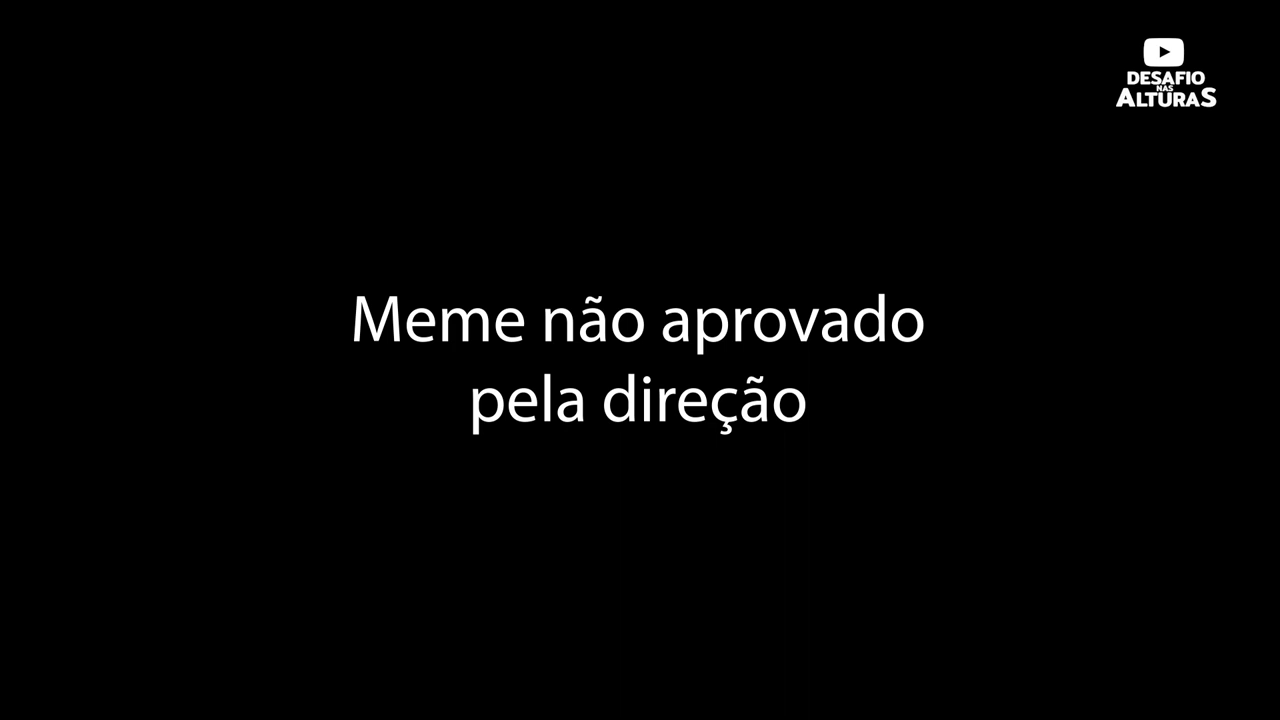 DESAFIO
NAS
ALTURAS
Meme não aprovado
pela direção